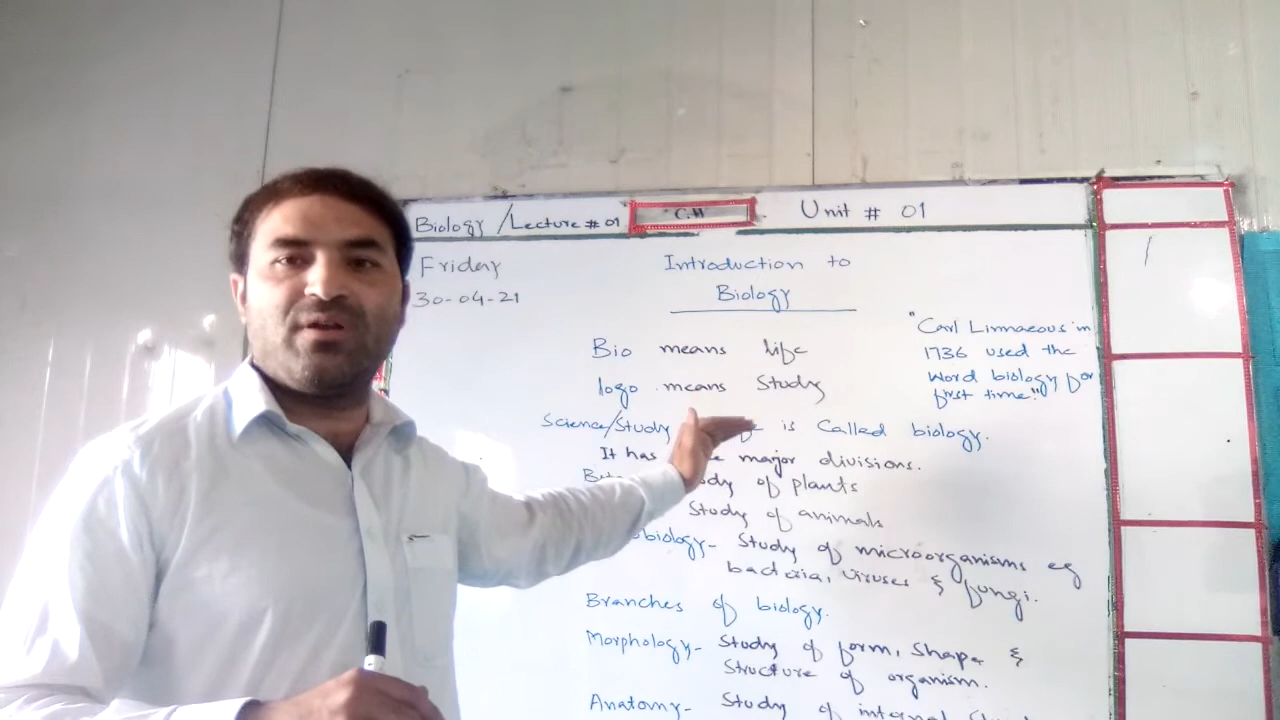 Biology/Lecture # 01
C.H
Unit # 01
Friday
30-04-21
Introduction to
Biology
Bio means life
logo means Study
"Carl Linnaeous in
1736 used the
Word biology for
first time."
Science/Study is Called biology.
It has major divisions.
of plants
Study of animals
biology- Study of microorganisms eg
bacteria, viruses & fungi.
Branches of biology.
Morphology- Study of form, Shape &
Structure of organism.
Anatomy- Study of internal